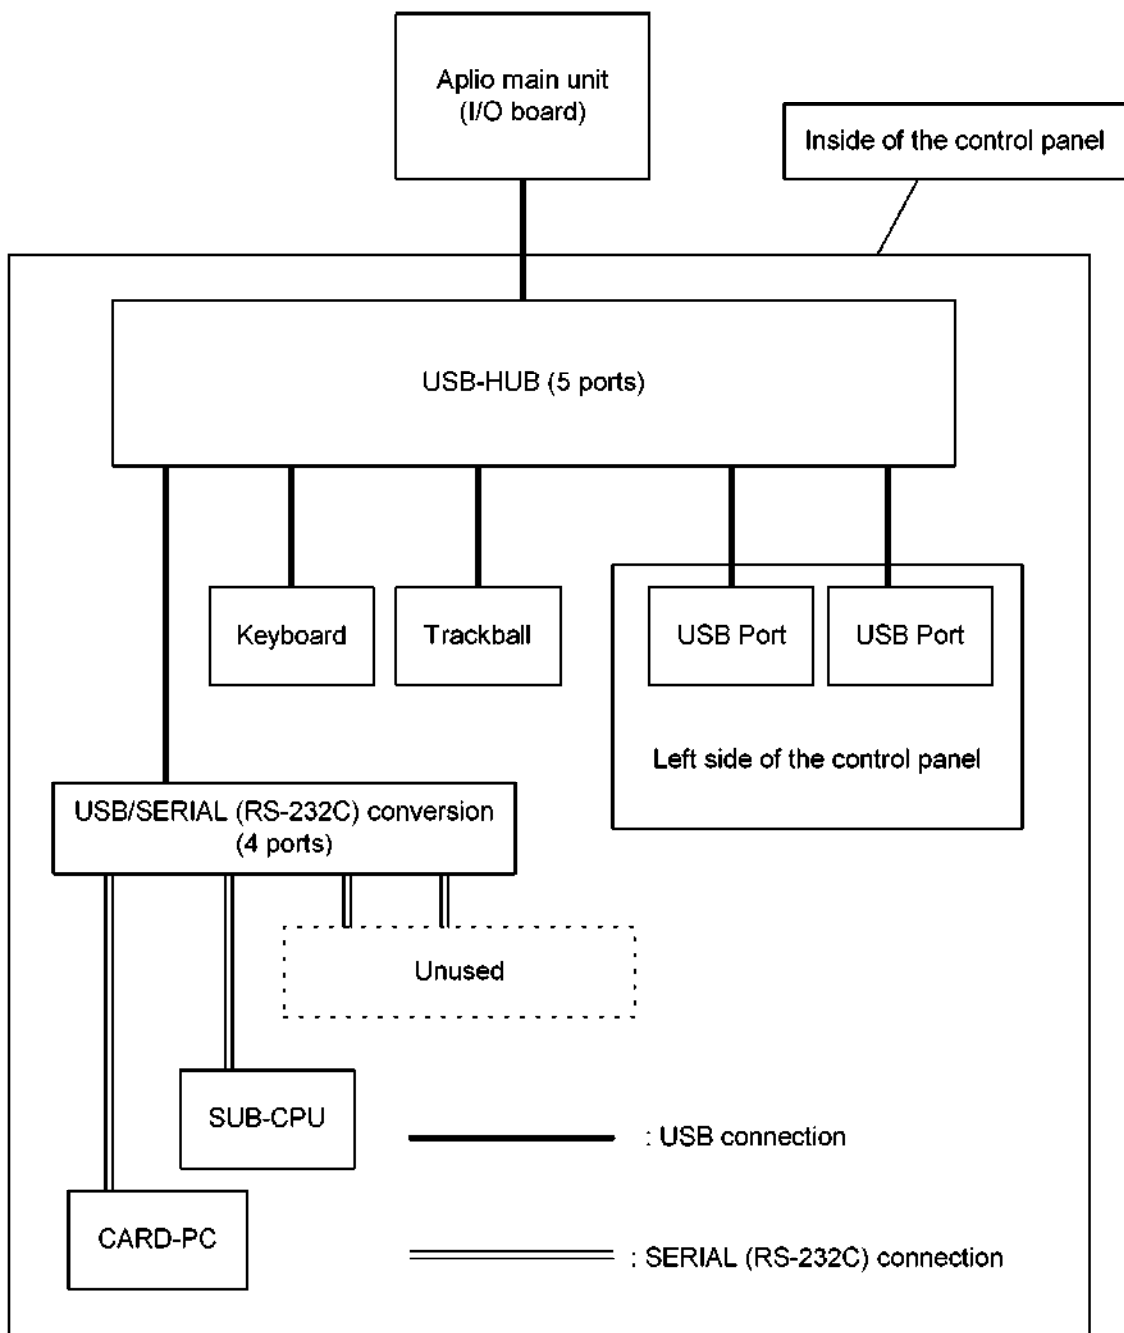 Aplio main unit
(I/O board)
Inside of the control panel
USB-HUB (5 ports)
Keyboard
Trackball
USB Port
USB Port
Left side of the control panel
USB/SERIAL (RS-232C) conversion
(4 ports)
Unused
SUB-CPU
: USB connection
CARD-PC
: SERIAL (RS-232C) connection